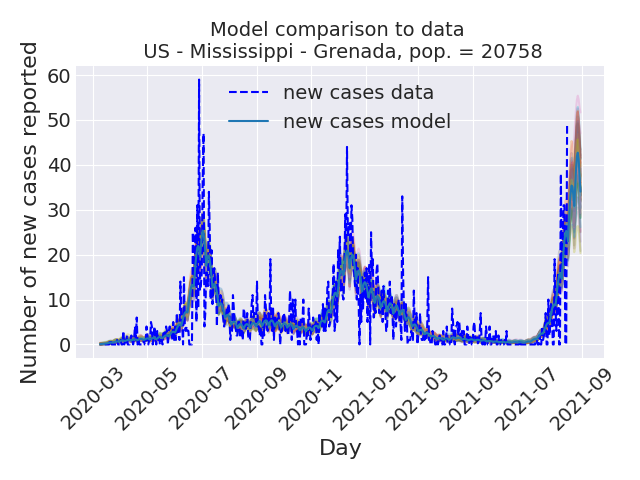 Model comparison to data
US - Mississippi - Grenada, pop. = 20758
Number of new cases reported
60
50
40
30
20
10
0
new cases data
new cases model
2020-03
2020-05
2020-07
2020-09
2020-11
2021-01
2021-03
2021-05
2021-07
2021-09
Day